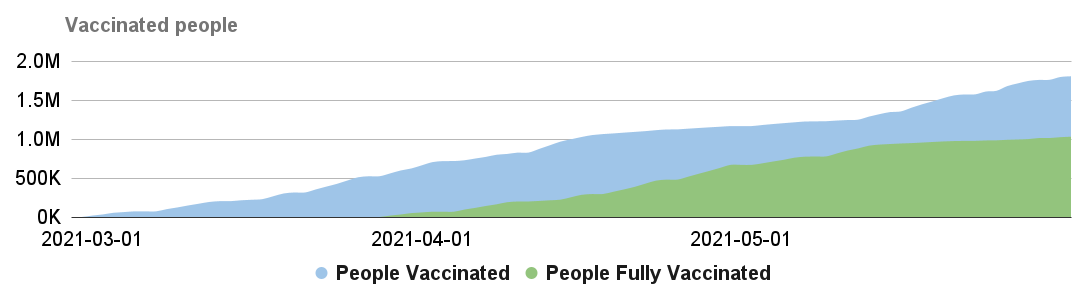 Vaccinated people
2.0M
1.5M
1.0M
500K
0K
2021-03-01 2021-04-01 2021-05-01
People Vaccinated People Fully Vaccinated